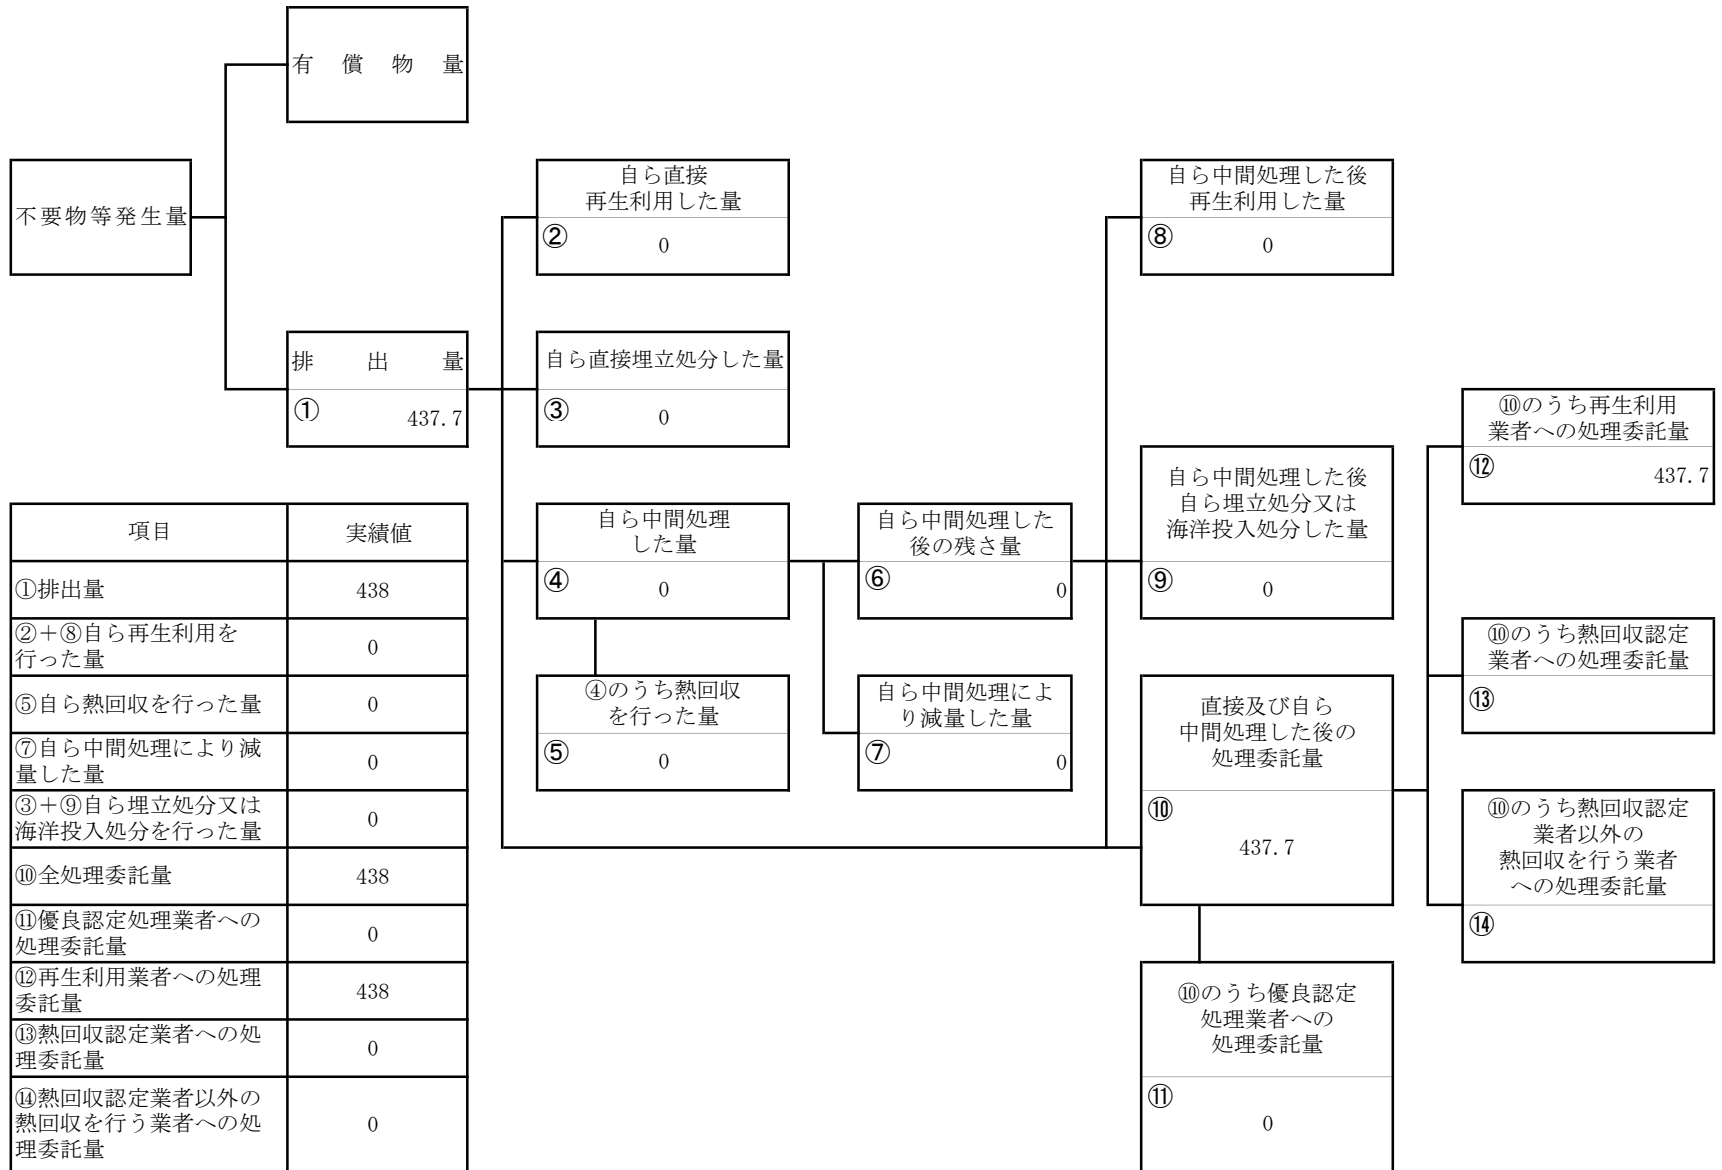 有償物量
不要物等発生量
排出量
①
437.7
自ら直接
再生利用した量
②
0
自ら直接埋立処分した量
③
0
自ら中間処理
した量
④
0
④のうち熱回収
を行った量
⑤
0
自ら中間処理した
後の残さ量
⑥
0
自ら中間処理によ
り減量した量
⑦
0
自ら中間処理した後
再生利用した量
⑧
0
自ら中間処理した後
自ら埋立処分又は
海洋投入処分した量
⑨
0
直接及び自ら
中間処理した後の
処理委託量
⑩
437.7
⑩のうち優良認定
処理業者への
処理委託量
⑪
0
⑩のうち再生利用
業者への処理委託量
⑫
437.7
⑩のうち熱回収認定
業者への処理委託量
⑬
⑩のうち熱回収認定
業者以外の
熱回収を行う業者
への処理委託量
⑭
項目 実績値
①排出量 438
②＋⑧自ら再生利用を
行った量 0
⑤自ら熱回収を行った量 0
⑦自ら中間処理により減
量した量 0
③＋⑨自ら埋立処分又は
海洋投入処分を行った量 0
⑩全処理委託量 438
⑪優良認定処理業者への
処理委託量 0
⑫再生利用業者への処理
委託量 438
⑬熱回収認定業者への処
理委託量 0
⑭熱回収認定業者以外の
熱回収を行う業者への処
理委託量 0